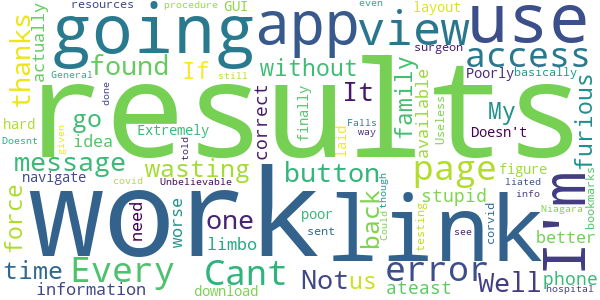 resources procedure GUI layout
actually
thanks
going
app
view
use
surgeon
access
General still
found
If
without
It
Poorly basically
My
Doesn't
furious
hard
done
idea
go
Extremely
finally
Falls
way
correct
family
available
Useless
results
Doesnt
given
told
laid
message
wasting
button
page
figure
stupid
navigate
covid
Unbelievable
though
liated
info
force
worse
work
need
one
limbo
poor
sent
link
back
Could
testing
see
corvid
Niagara
bookmarks
I'm
better
time
Every
Cant
Not
us
error
Well
phone
information
download
ateast
even
hospital